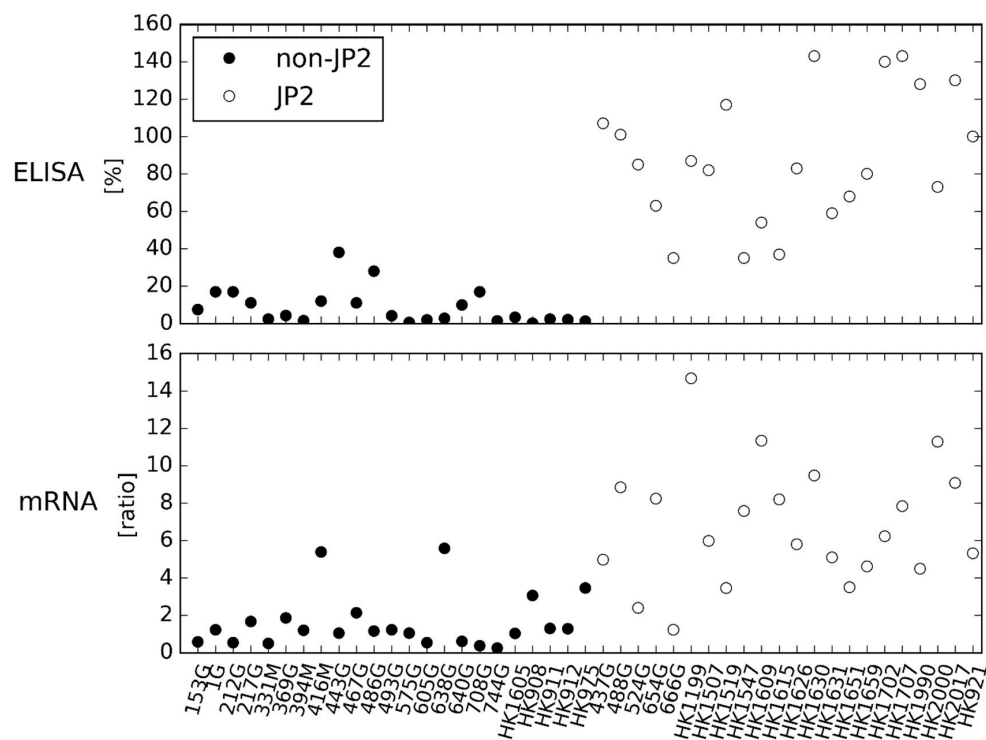 160
140
120
100
80
60
40
20
0
ELISA
[%]
non-JP2
JP2
16
14
12
10
8
6
4
2
0
mRNA
[ratio]
153G
1G
212G
217G
331M
369G
394M
416M
443G
467G
486G
493G
575G
605G
638G
640G
708G
744G
HK1605
HK908
HK911
HK912
HK975
437G
488G
524G
654G
666G
HK1199
HK1507
HK1519
HK1547
HK1609
HK1615
HK1626
HK1630
HK1631
HK1651
HK1659
HK1702
HK1707
HK1990
HK2000
HK2017
HK921